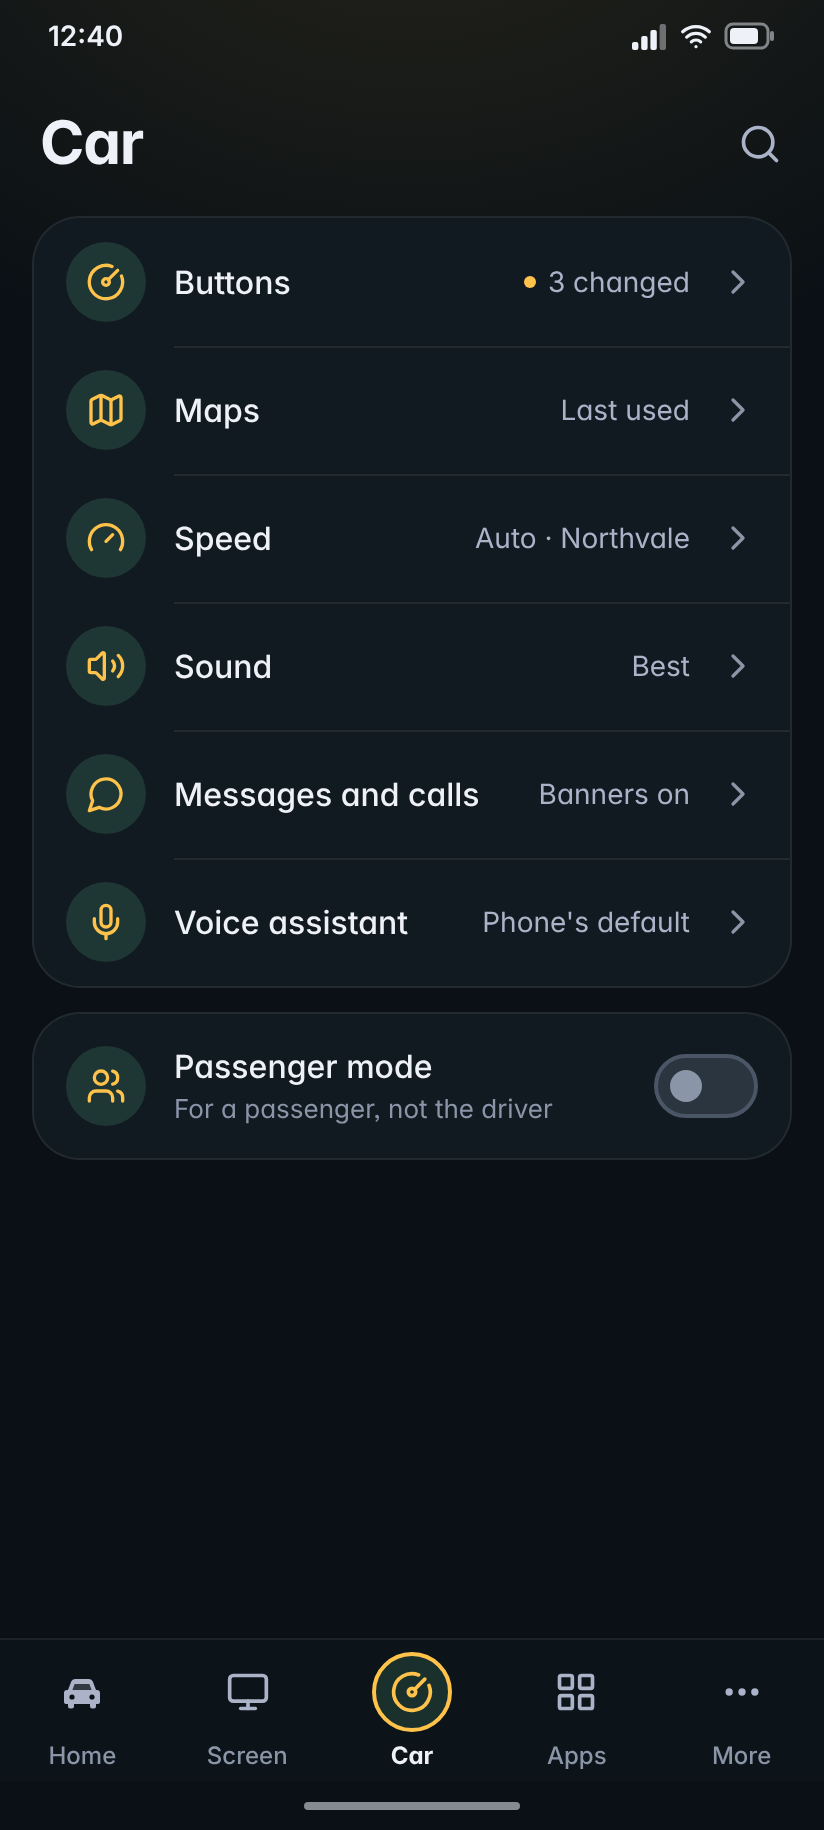 12:40
Car
Buttons
3 changed
Maps
Last used
Speed
Auto · Northvale
Sound
Best
Messages and calls
Banners on
Voice assistant
Phone's default
Passenger mode
For a passenger, not the driver
Home
Screen
Car
Apps
More